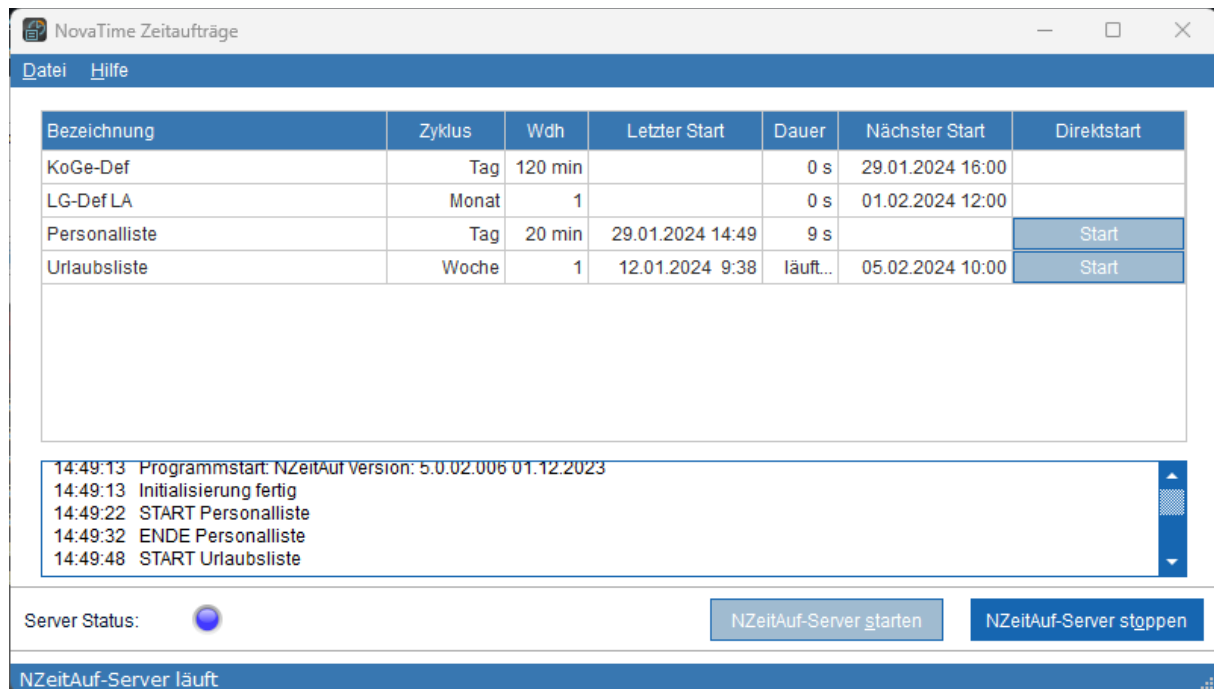 NovaTime Zeitaufträge
Datei Hilfe
Bezeichnung Zyklus Wdh Letzter Start Dauer Nächster Start Direktstart
KoGe-Def Tag 120 min 0 s 29.01.2024 16:00
LG-Def LA Monat 1 0 s 01.02.2024 12:00
Personalliste Tag 20 min 29.01.2024 14:49 9 s Start
Urlaubsliste Woche 1 12.01.2024 9:38 läuft... 05.02.2024 10:00 Start
14:49:13 Programmstart: NZeitAuf Version: 5.0.02.006 01.12.2023
14:49:13 Initialisierung fertig
14:49:22 START Personalliste
14:49:32 ENDE Personalliste
14:49:48 START Urlaubsliste
Server Status: NZeitAuf-Server starten NZeitAuf-Server stoppen
NZeitAuf-Server läuft